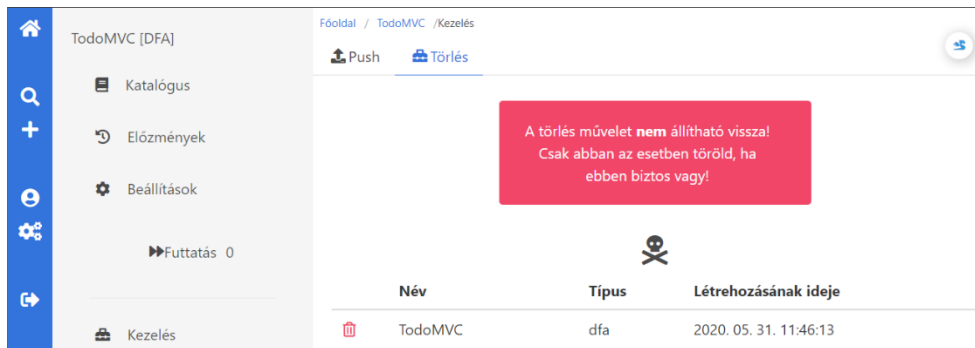 TodoMVC [DFA]
Katalógus
Előzmények
Beállítások
Futtatás 0
Kezelés
Főoldal / TodoMVC /Kezelés
Push Törlés
A törlés művelet nem állítható vissza!
Csak abban az esetben töröld, ha
ebben biztos vagy!
Név Típus Létrehozásának ideje
TodoMVC dfa 2020. 05. 31. 11:46:13